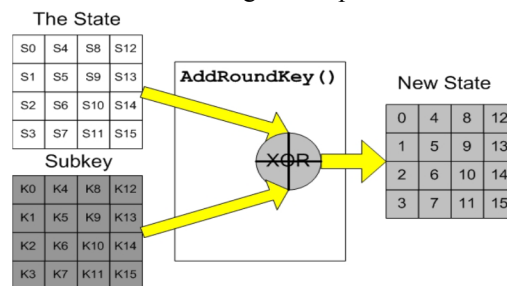 The State
S0 S4 S8 S12
S1 S5 S9 S13
S2 S6 S10 S14
S3 S7 S11 S15
Subkey
K0 K4 K8 K12
K1 K5 K9 K13
K2 K6 K10 K14
K3 K7 K11 K15
AddRoundKey()
XOR
New State
0 4 8 12
1 5 9 13
2 6 10 14
3 7 11 15